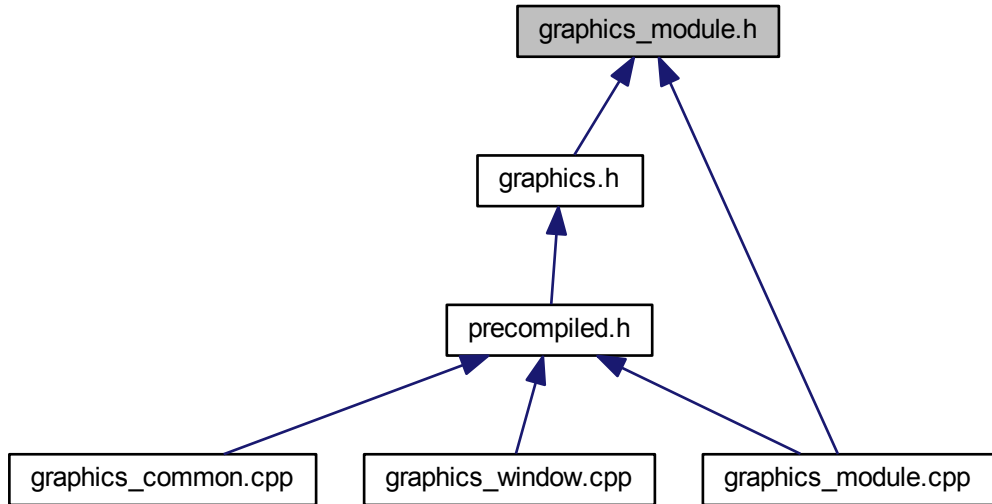 graphics_module.h
graphics.h
precompiled.h
graphics_common.cpp
graphics_window.cpp
graphics_module.cpp